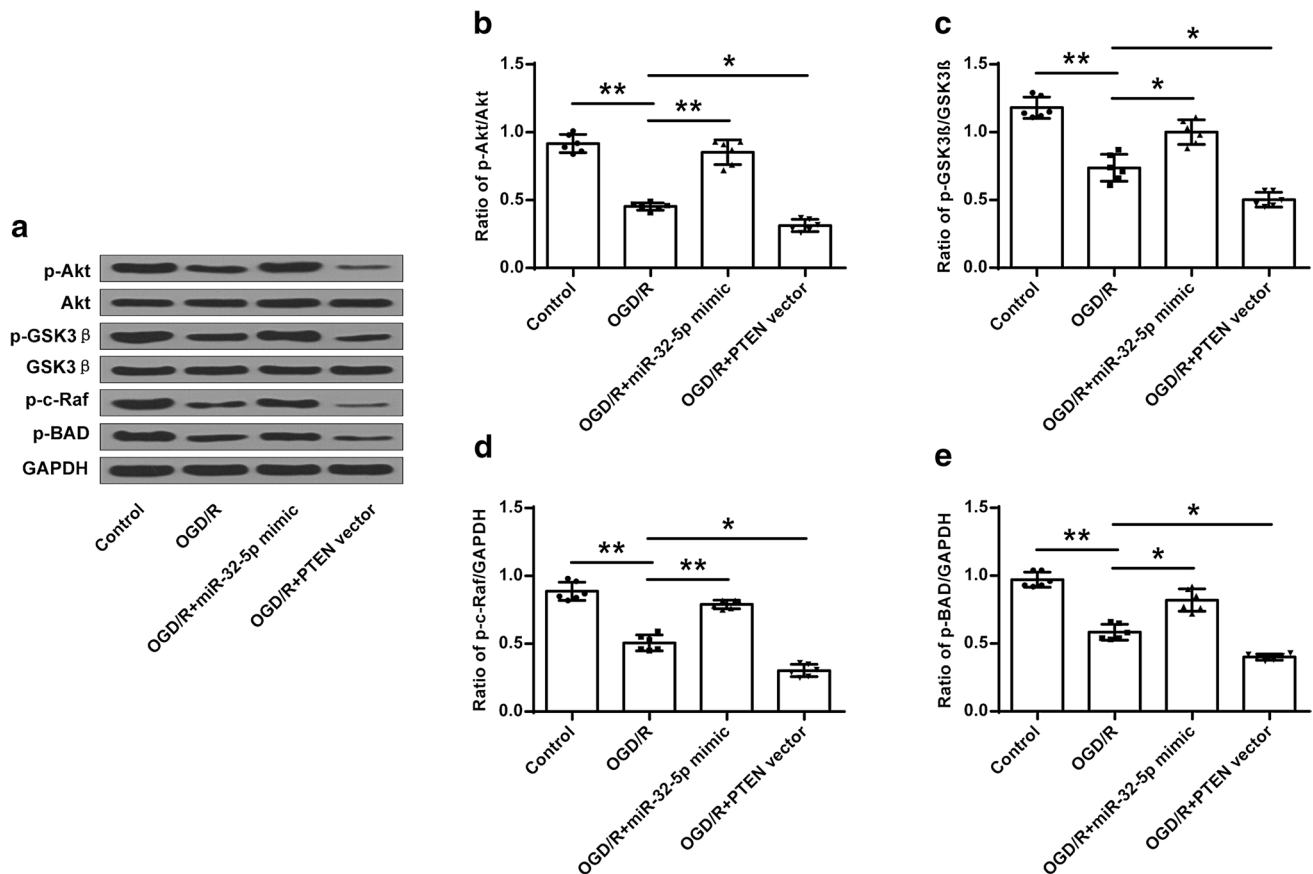 a
p-Akt
Akt
p-GSK3 β
GSK3 β
p-c-Raf
p-BAD
GAPDH
Control
OGD/R
OGD/R+miR-32-5p mimic
OGD/R+PTEN vector
b
Ratio of p-Akt/Akt
1.5
1.0
0.5
0.0
**
**
*
Control
OGD/R
OGD/R+miR-32-5p mimic
OGD/R+PTEN vector
c
Ratio of p-GSK3ß/GSK3ß
1.5
1.0
0.5
0.0
**
*
*
Control
OGD/R
OGD/R+miR-32-5p mimic
OGD/R+PTEN vector
d
Ratio of p-c-Raf/GAPDH
1.5
1.0
0.5
0.0
**
**
*
Control
OGD/R
OGD/R+miR-32-5p mimic
OGD/R+PTEN vector
e
Ratio of p-BAD/GAPDH
1.5
1.0
0.5
0.0
**
*
*
Control
OGD/R
OGD/R+miR-32-5p mimic
OGD/R+PTEN vector